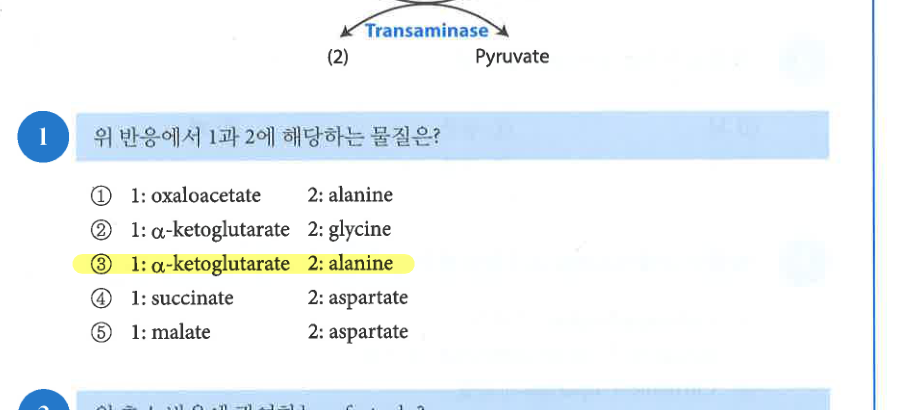 Transaminase
(2) Pyruvate
1 위 반응에서 1과 2에 해당하는 물질은?
① 1: oxaloacetate 2: alanine
② 1: α-ketoglutarate 2: glycine
③ 1: α-ketoglutarate 2: alanine
④ 1: succinate 2: aspartate
⑤ 1: malate 2: aspartate